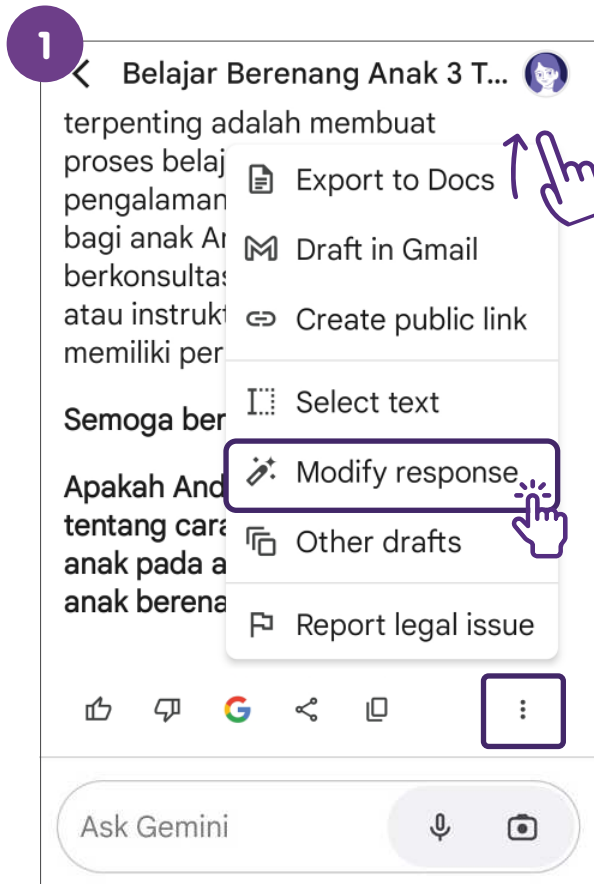 1
Belajar Berenang Anak 3 T...
terpenting adalah membuat
proses belaj
pengalaman
bagi anak Ar
berkonsultas
atau instrukt
memiliki per
Semoga ber
Apakah And
tentang cara
anak pada a
anak berena
Export to Docs
Draft in Gmail
Create public link
Select text
Modify response
Other drafts
Report legal issue
Ask Gemini